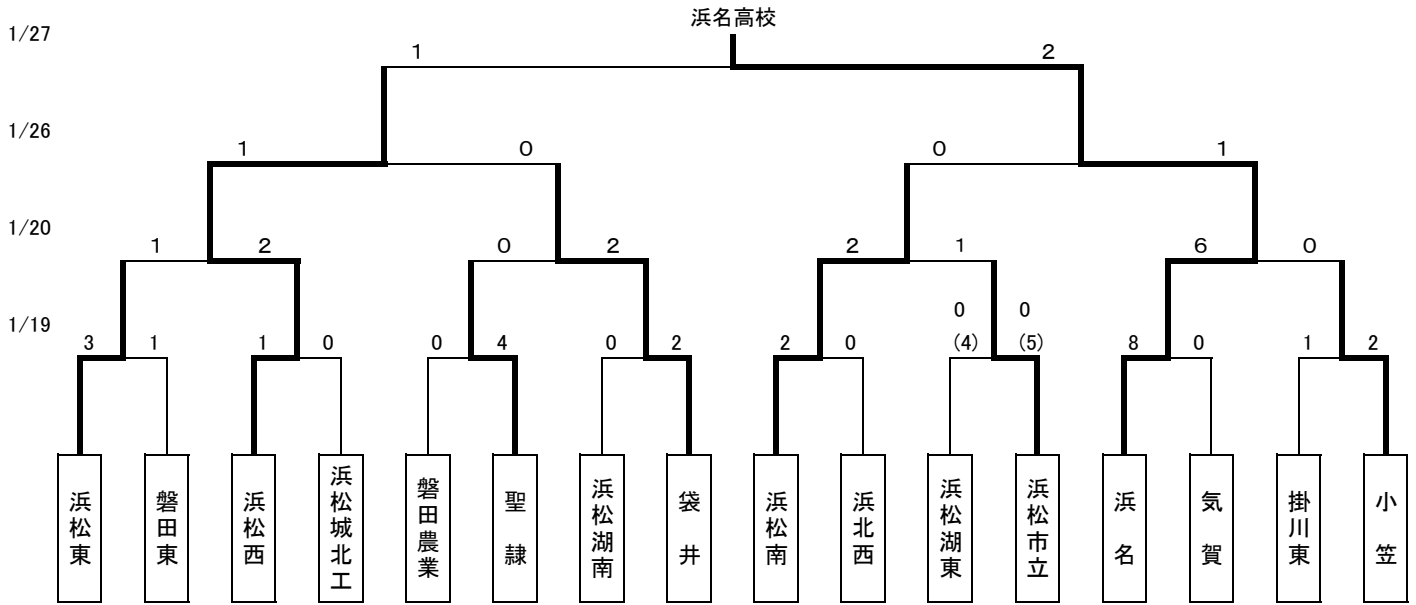 浜名高校
1/27
1 2
1/26
1 0 0 1
1/20
1 2 0 2 2 1 6 0
0 0
1/19
3 1 1 0 0 4 0 2 2 0 (4) (5) 8 0 1 2
浜松東
磐田東
浜松西
浜松城北工
磐田農業
聖隷
浜松湖南
袋井
浜松南
浜北西
浜松湖東
浜松市立
浜名
気賀
掛川東
小笠